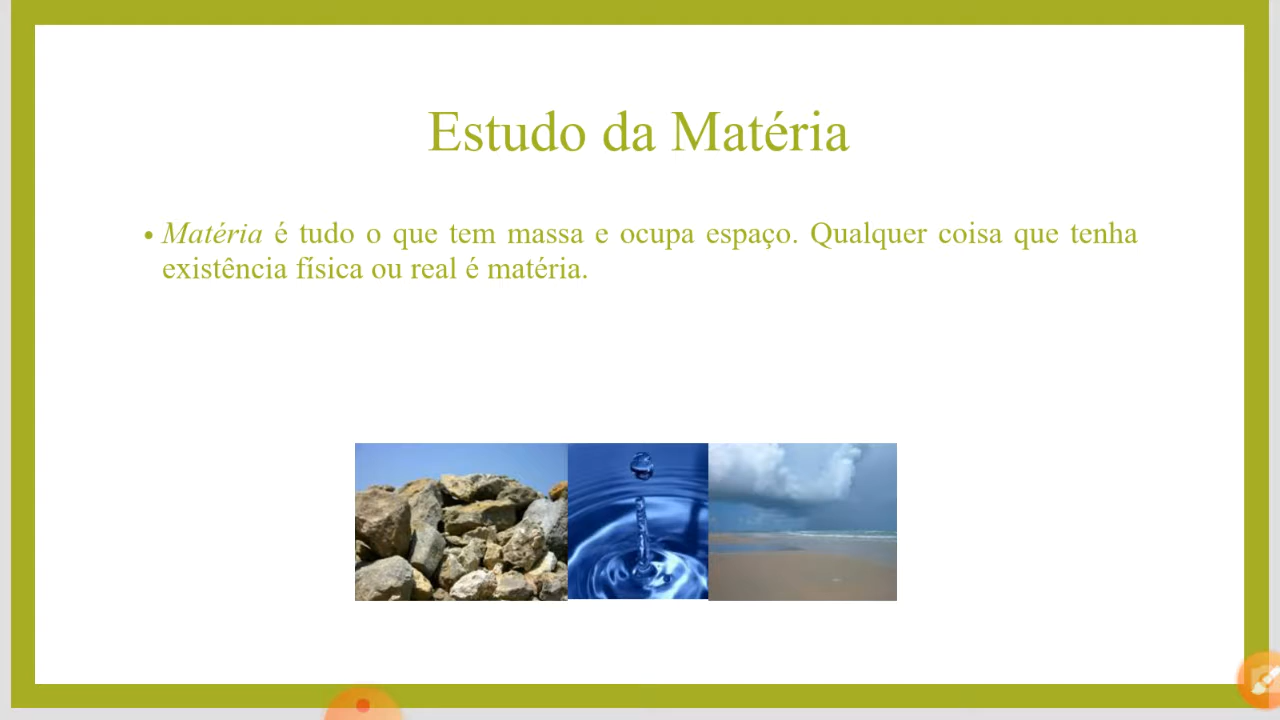 Estudo da Matéria
• Matéria é tudo o que tem massa e ocupa espaço. Qualquer coisa que tenha
existência física ou real é matéria.